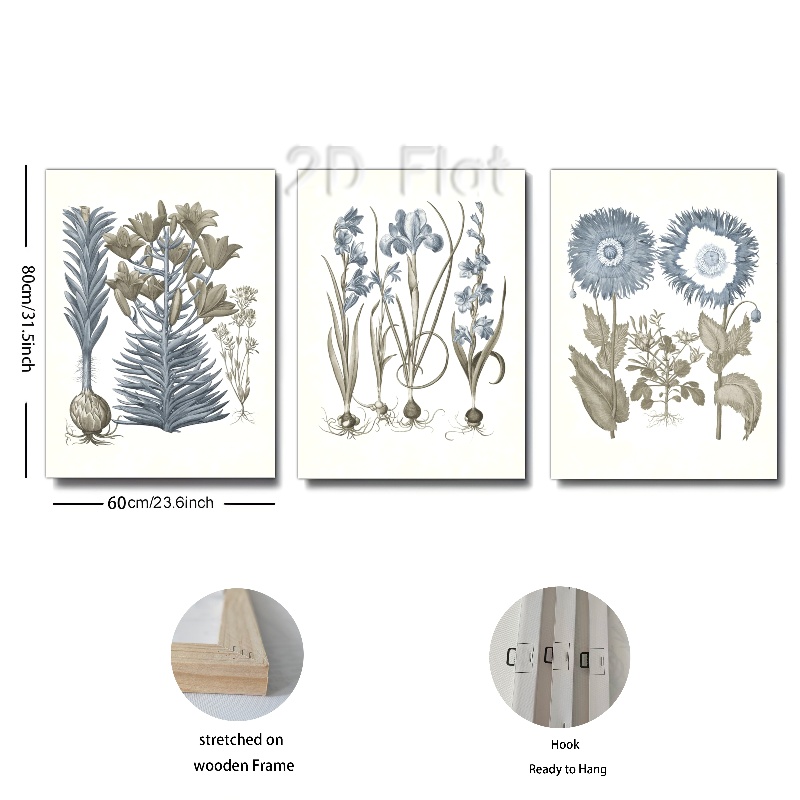 2D Flat
80cm/31.5inch
60cm/23.6inch
stretched on
wooden Frame
Hook
Ready to Hang